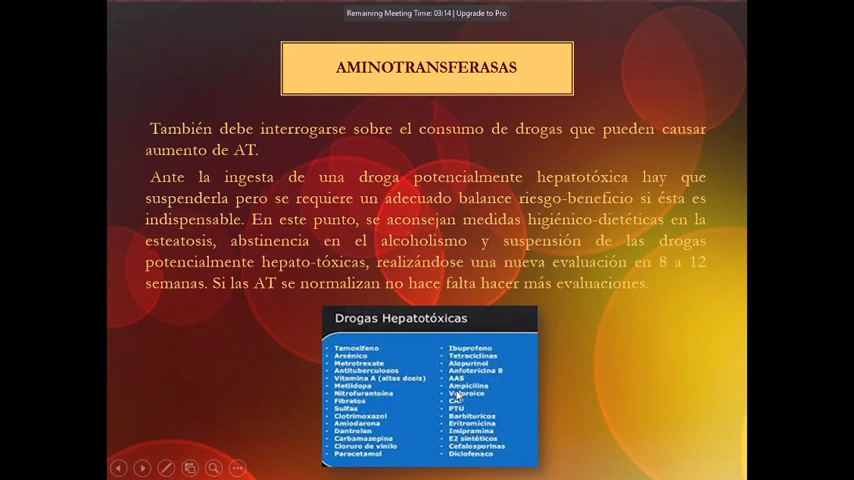 Remaining Meeting Time: 03:14 | Upgrade to Pro
AMINOTRANSFERASAS
También debe interrogarse sobre el consumo de drogas que pueden causar
aumento de AT.
Ante la ingesta de una droga potencialmente hepatotóxica hay que
suspenderla pero se requiere un adecuado balance riesgo-beneficio si ésta es
indispensable. En este punto, se aconsejan medidas higiénico-dietéticas en la
esteatosis, abstinencia en el alcoholismo y suspensión de las drogas
potencialmente hepato-tóxicas, realizándose una nueva evaluación en 8 a 12
semanas. Si las AT se normalizan no hace falta hacer más evaluaciones.
Drogas Hepatotóxicas
Tamoxifeno
Arsénico
Metrotrexate
Antituberculosos
Vitamina A (altas dosis)
Metildopa
Nitrofurantoina
Fibratos
Sulfas
Clotrimoxazol
Amiodarona
Dantrolen
Carbamazepina
Cloruro de vinilo
Paracetamol
Ibuprofeno
Tetraciclinas
Alopurinol
Anfotericina B
AAS
Ampicilina
PTU
Barbitúricos
Eritromicina
Imipramina
E2 sintéticos
Cefalosporinas
Diclofenaco